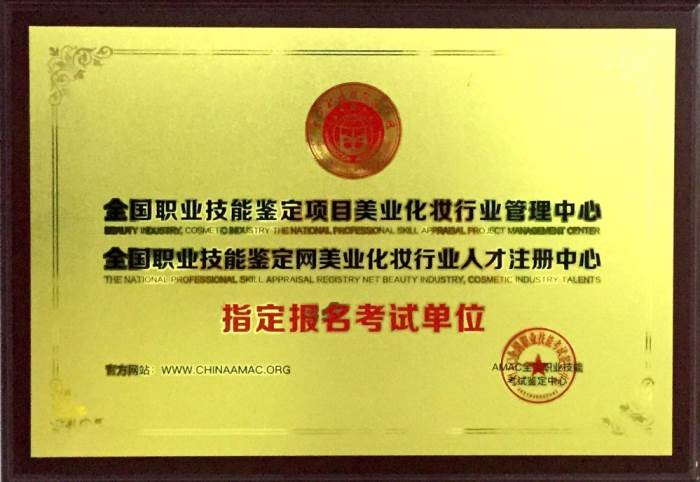 全国职业技能鉴定项目美业化妆行业管理中心
BEAUTY INDUSTRY, COSMETIC INDUSTRY THE NATIONAL PROFESSIONAL SKILL APPRAISAL PROJECT MANAGEMENT CENTER
全国职业技能鉴定网美业化妆行业人才注册中心
THE NATIONAL PROFESSIONAL SKILL APPRAISAL REGISTRY NET BEAUTY INDUSTRY, COSMETIC INDUSTRY TALENTS
指定报名考试单位
官方网站：WWW.CHINAAMAC.ORG
AMAC全国职业技能
考试鉴定中心